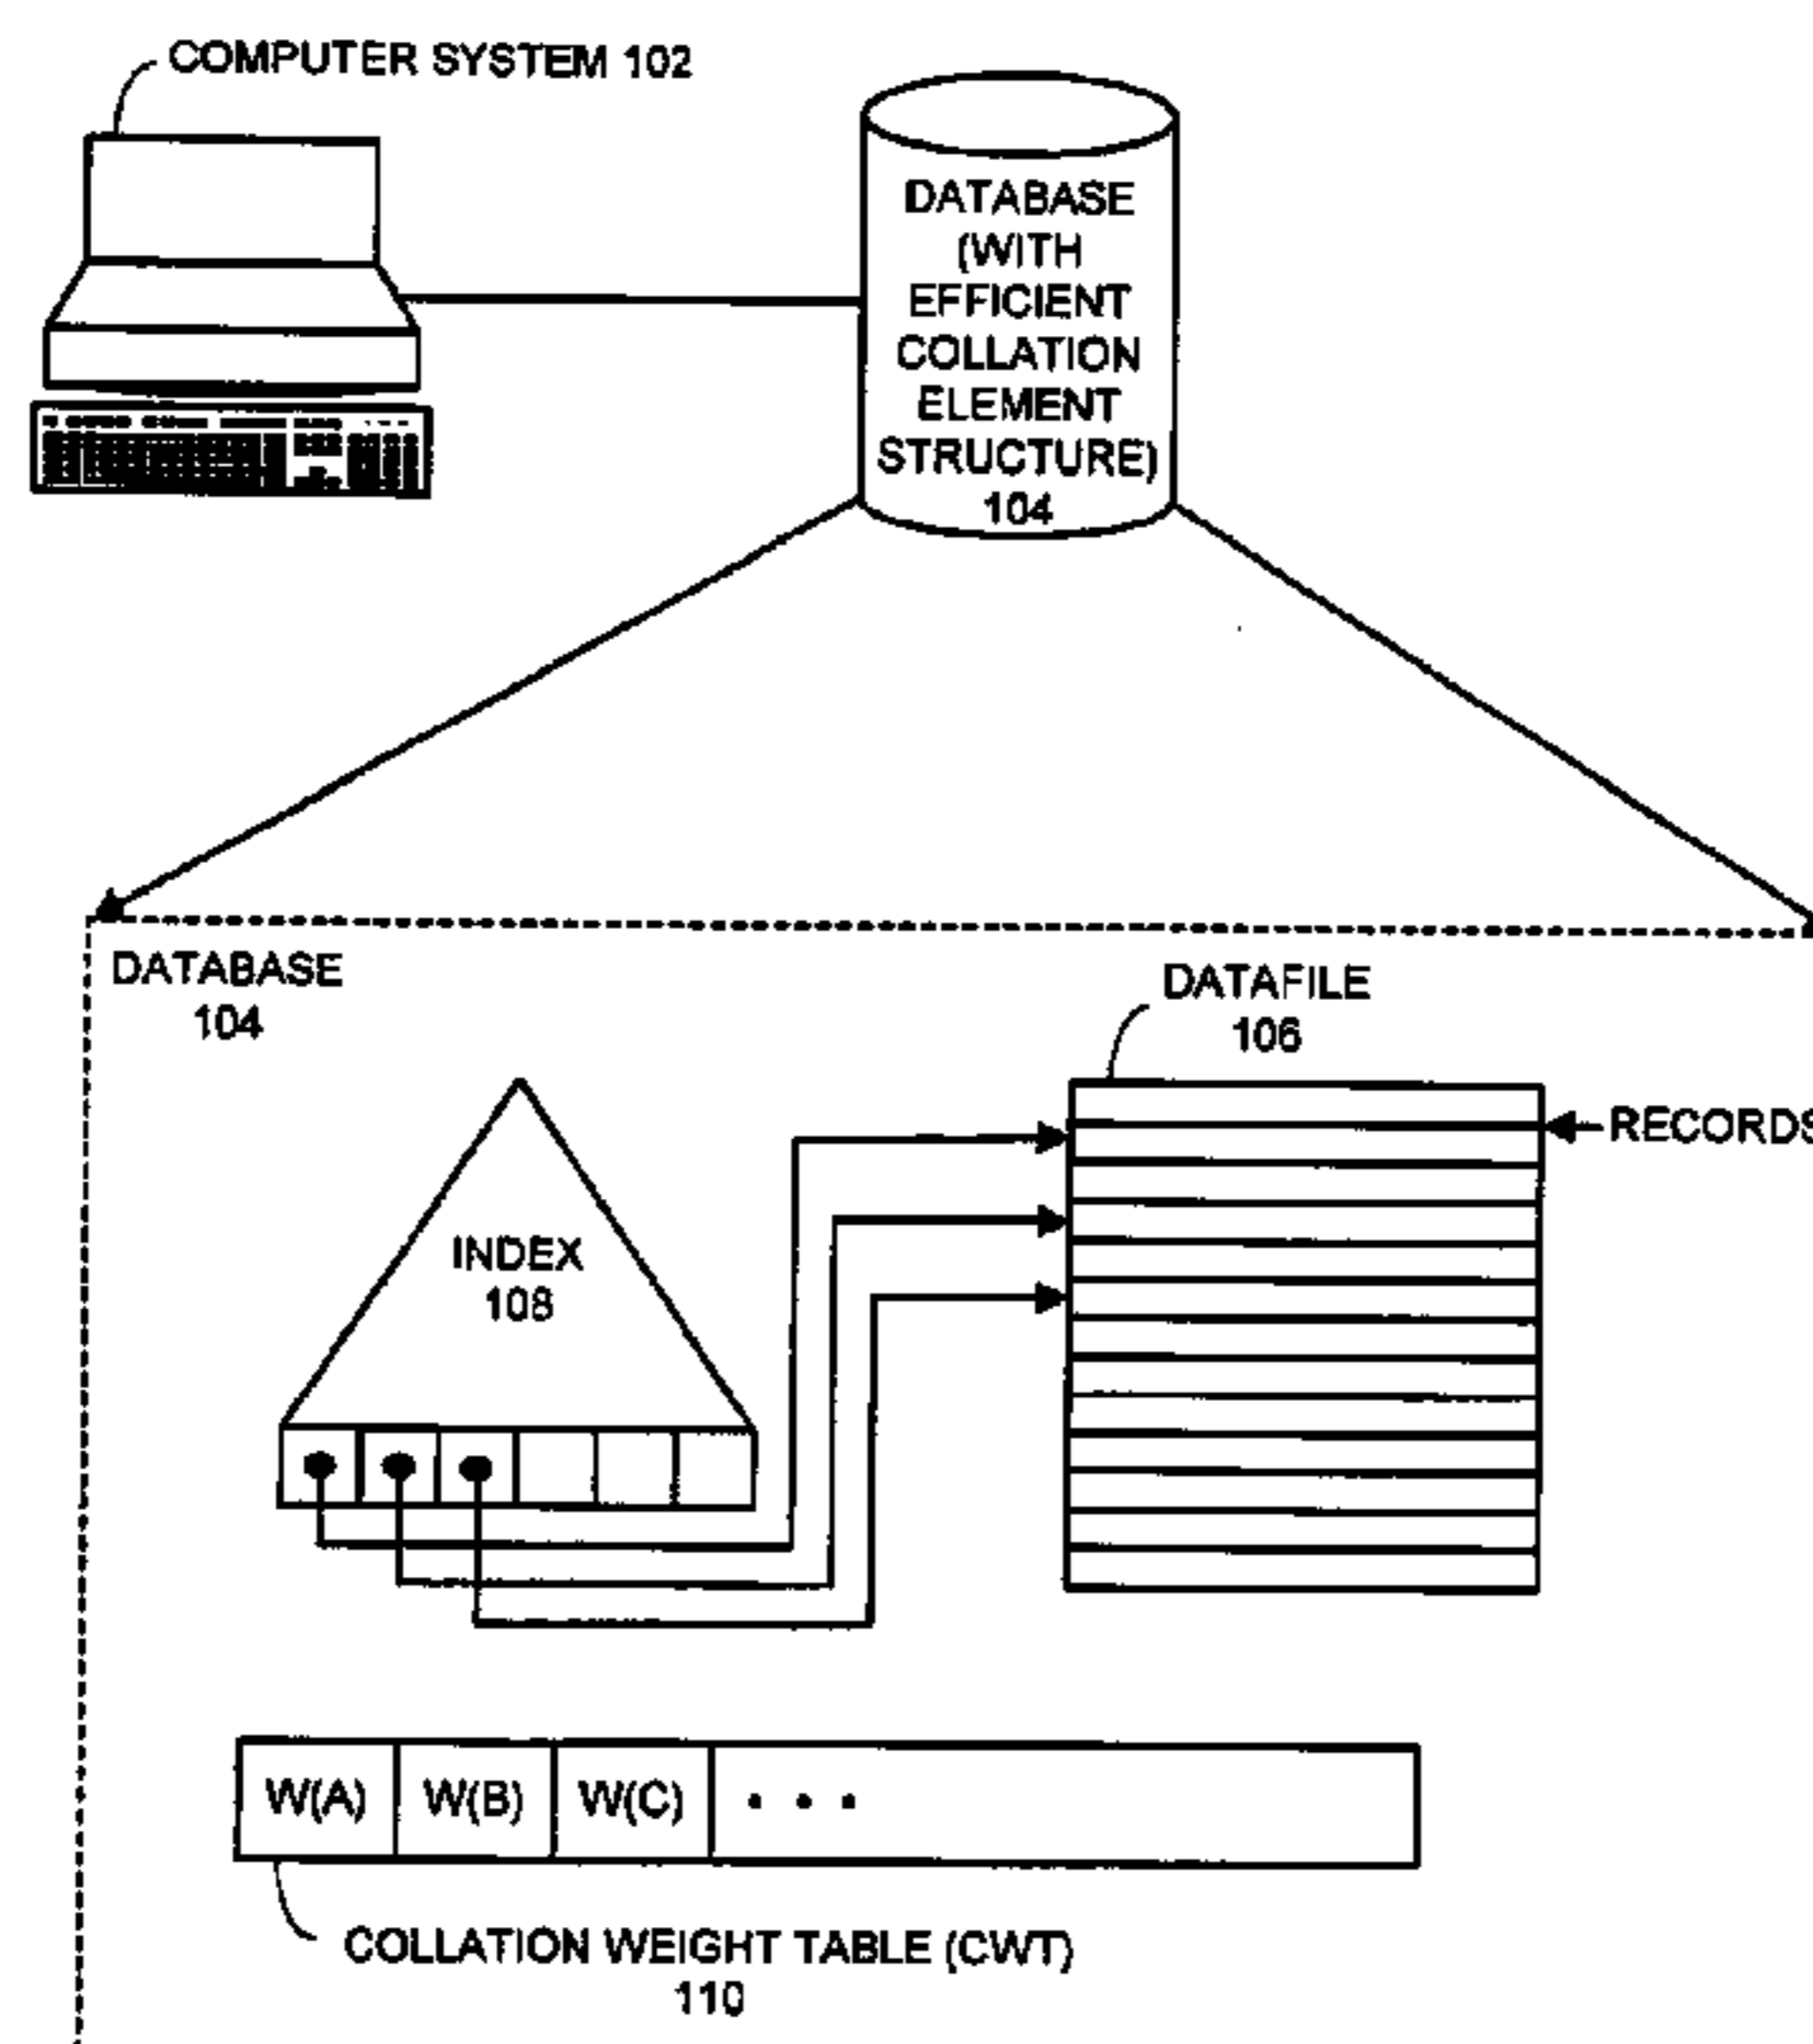 COMPUTER SYSTEM 102
DATABASE
(WITH
EFFICIENT
COLLATION
ELEMENT
STRUCTURE)
104
DATABASE
104
DATAFILE
106
RECORDS
INDEX
108
W(A) W(B) W(C) • • •
COLLATION WEIGHT TABLE (CWT)
110